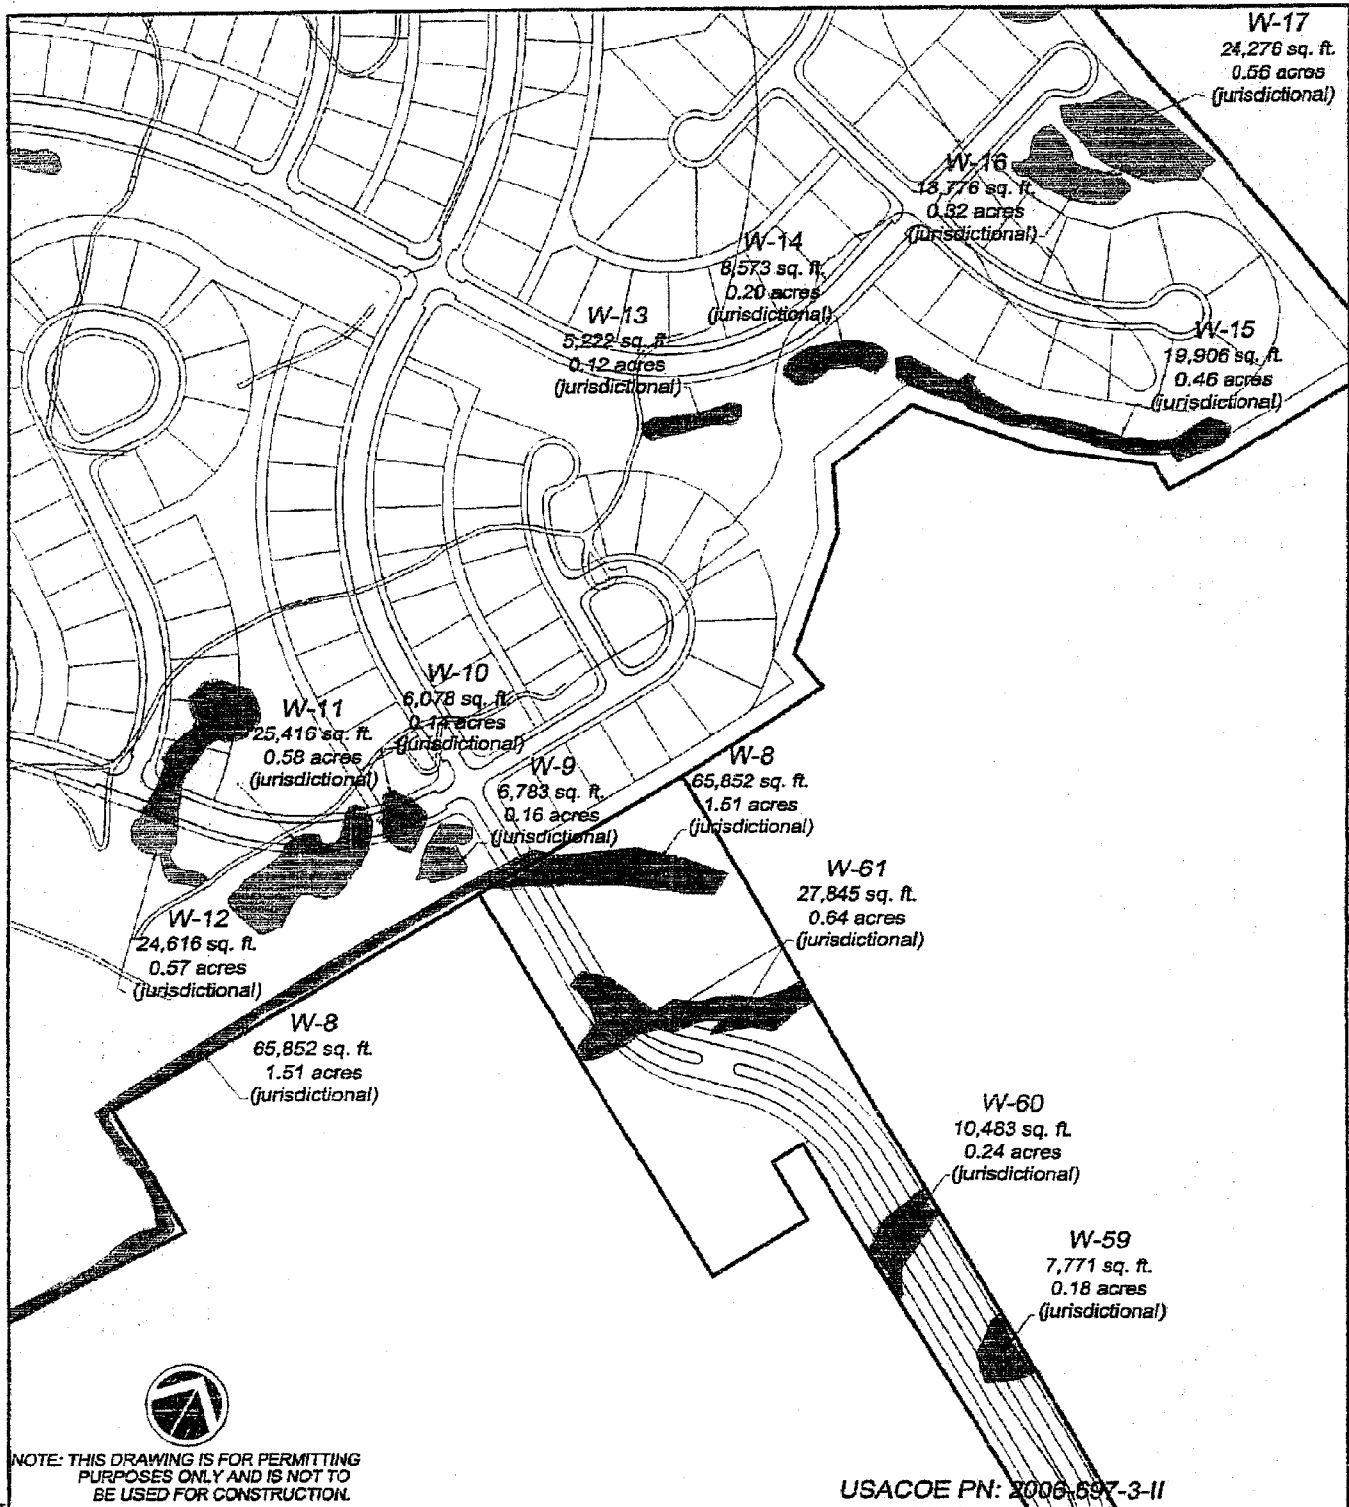 W-17
24,276 sq. ft.
0.56 acres
(jurisdictional)
W-16
13,776 sq. ft.
0.32 acres
(jurisdictional)
W-14
8,573 sq. ft.
0.20 acres
(jurisdictional)
W-13
5,222 sq. ft.
0.12 acres
(jurisdictional)
W-15
19,906 sq. ft.
0.46 acres
(jurisdictional)
W-10
6,078 sq. ft.
0.14 acres
(jurisdictional)
W-11
25,416 sq. ft.
0.58 acres
(jurisdictional)
W-9
6,783 sq. ft.
0.16 acres
(jurisdictional)
W-8
65,852 sq. ft.
1.51 acres
(jurisdictional)
W-61
27,845 sq. ft.
0.64 acres
(jurisdictional)
W-12
24,616 sq. ft.
0.57 acres
(jurisdictional)
W-8
65,852 sq. ft.
1.51 acres
(jurisdictional)
W-60
10,483 sq. ft.
0.24 acres
(jurisdictional)
W-59
7,771 sq. ft.
0.18 acres
(jurisdictional)
NOTE: THIS DRAWING IS FOR PERMITTING
PURPOSES ONLY AND IS NOT TO
BE USED FOR CONSTRUCTION.
USACOE PN: 2006-697-3-II